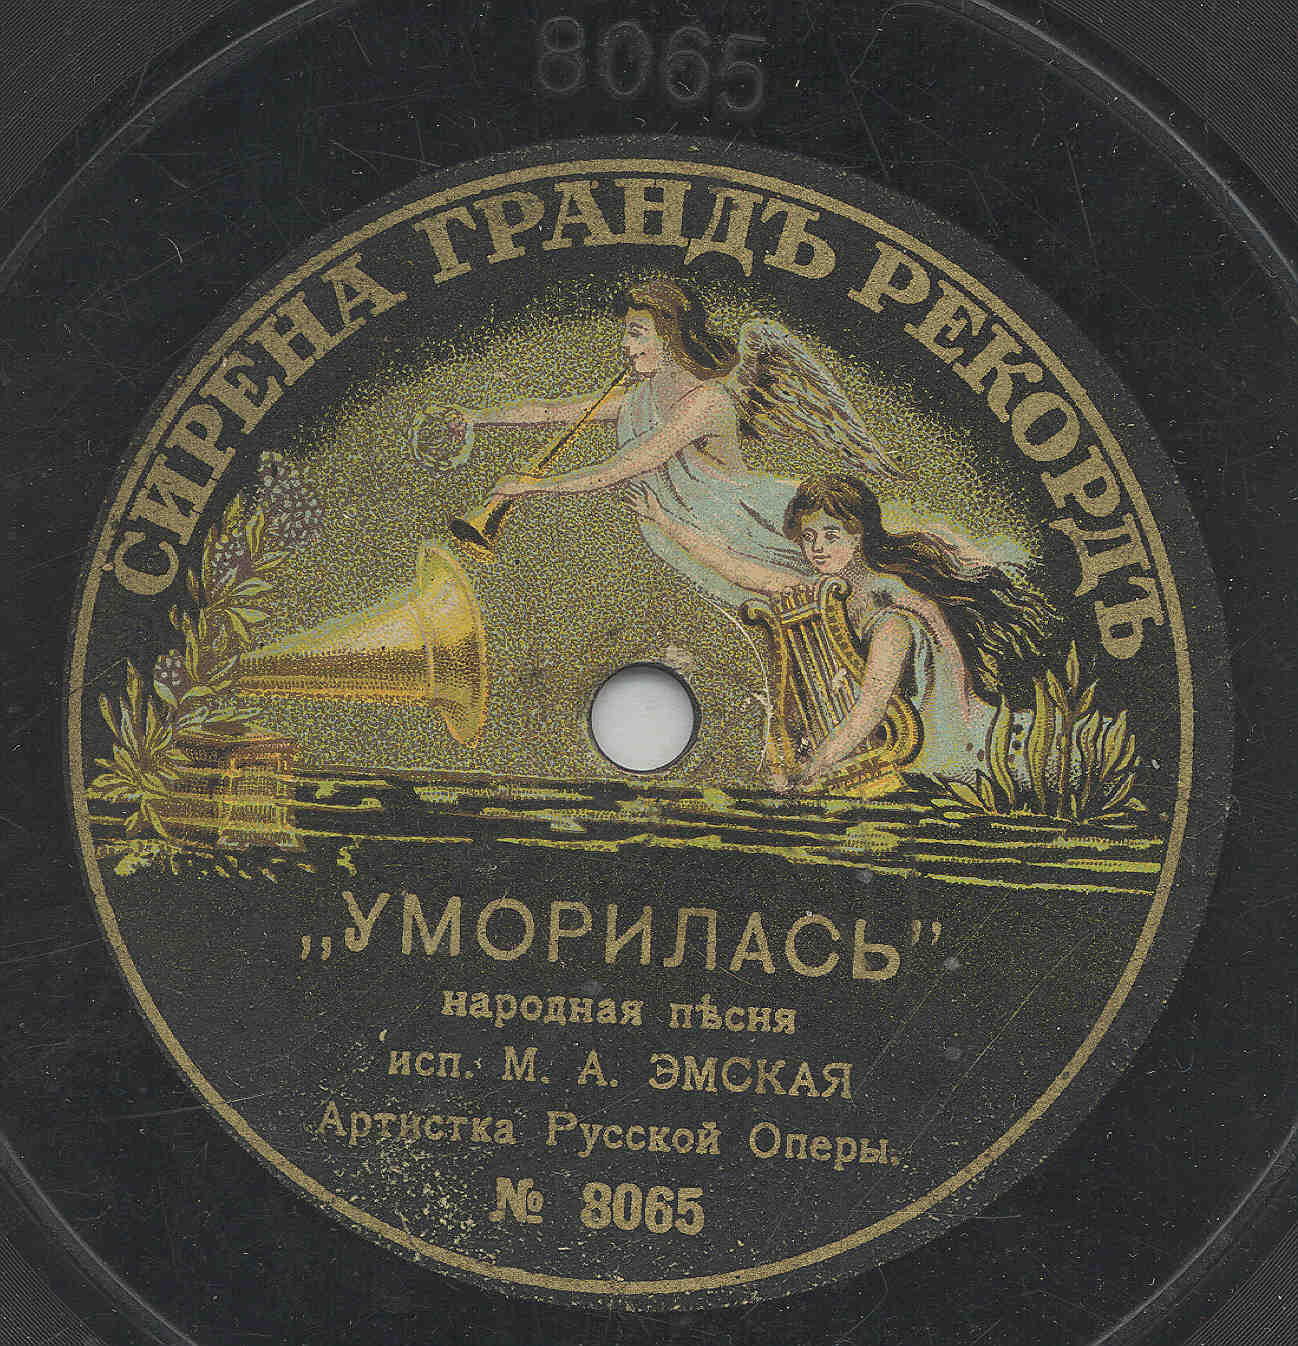 8065
СИРЕНА ГРАНДЪ РЕКОРДЪ
„УМОРИЛАСЬ”
народная пѣсня
исп. М. А. ЭМСКАЯ
Артистка Русской Оперы.
№ 8065